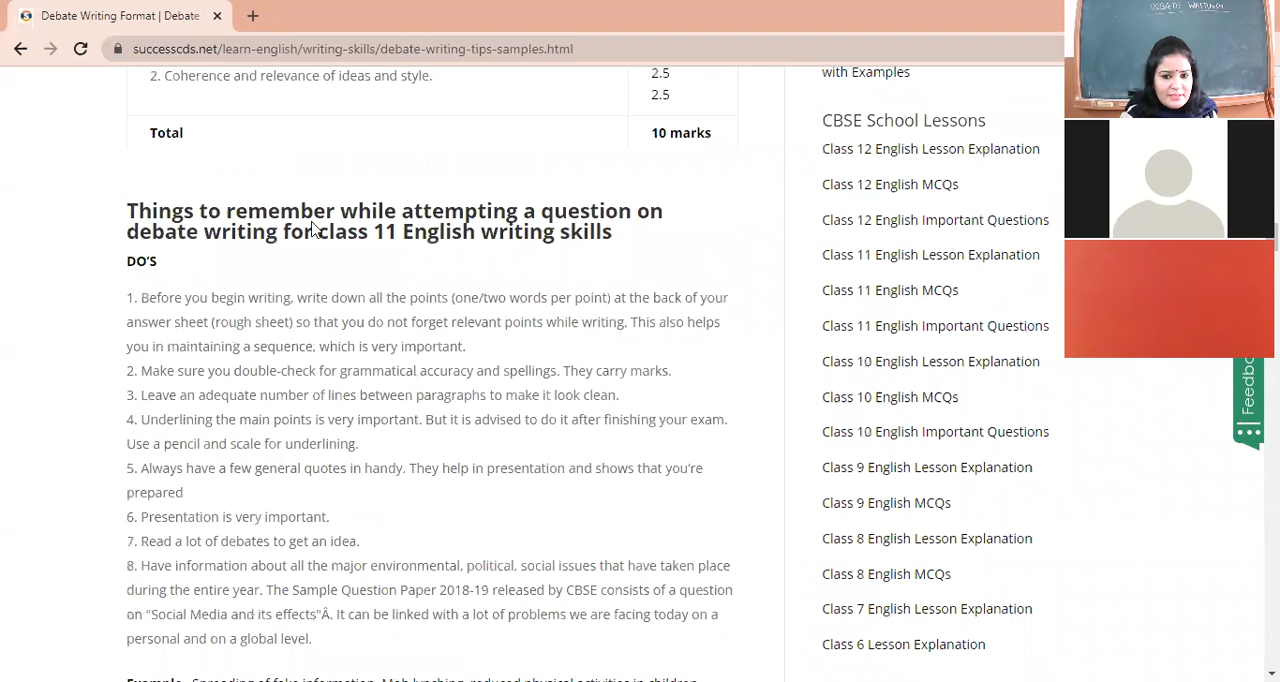 Debate Writing Format | Debate
successcds.net/learn-english/writing-skills/debate-writing-tips-samples.html
DEBATE WRITING
2. Coherence and relevance of ideas and style.
2.5
2.5
Total 10 marks
Things to remember while attempting a question on
debate writing for class 11 English writing skills
DO'S
1. Before you begin writing, write down all the points (one/two words per point) at the back of your
answer sheet (rough sheet) so that you do not forget relevant points while writing. This also helps
you in maintaining a sequence, which is very important.
2. Make sure you double-check for grammatical accuracy and spellings. They carry marks.
3. Leave an adequate number of lines between paragraphs to make it look clean.
4. Underlining the main points is very important. But it is advised to do it after finishing your exam.
Use a pencil and scale for underlining.
5. Always have a few general quotes in handy. They help in presentation and shows that you're
prepared
6. Presentation is very important.
7. Read a lot of debates to get an idea.
8. Have information about all the major environmental, political, social issues that have taken place
during the entire year. The Sample Question Paper 2018-19 released by CBSE consists of a question
on "Social Media and its effects"Â. It can be linked with a lot of problems we are facing today on a
personal and on a global level.
Example- Spreading of fake information, Mob lynching, reduced physical activities in children
with Examples
CBSE School Lessons
Class 12 English Lesson Explanation
Class 12 English MCQs
Class 12 English Important Questions
Class 11 English Lesson Explanation
Class 11 English MCQs
Class 11 English Important Questions
Class 10 English Lesson Explanation
Class 10 English MCQs
Class 10 English Important Questions
Class 9 English Lesson Explanation
Class 9 English MCQs
Class 8 English Lesson Explanation
Class 8 English MCQs
Class 7 English Lesson Explanation
Class 6 Lesson Explanation